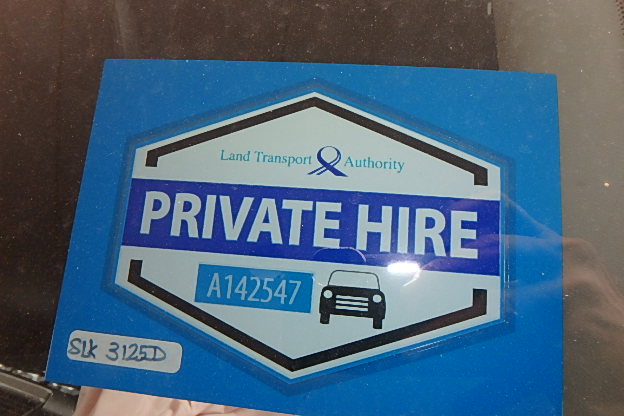 Land Transport Authority
PRIVATE HIRE
A142547
SLK 3125D